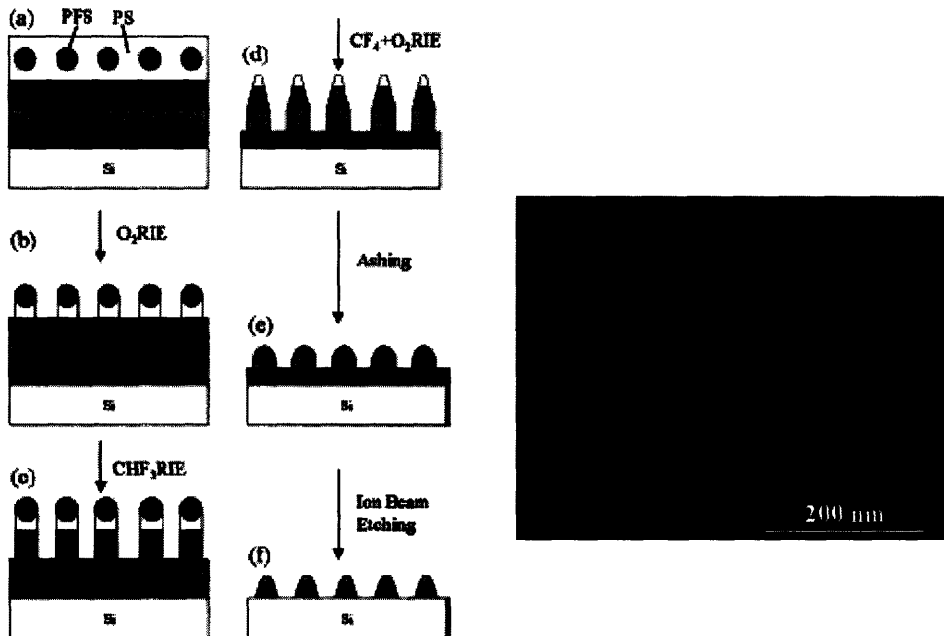 (a)
PFS PS
Si
O₂RIE
(b)
Si
CHF₃RIE
(c)
Si
CF₄+O₂RIE
(d)
Si
Ashing
(e)
Si
Ion Beam
Etching
(f)
Si
200 nm